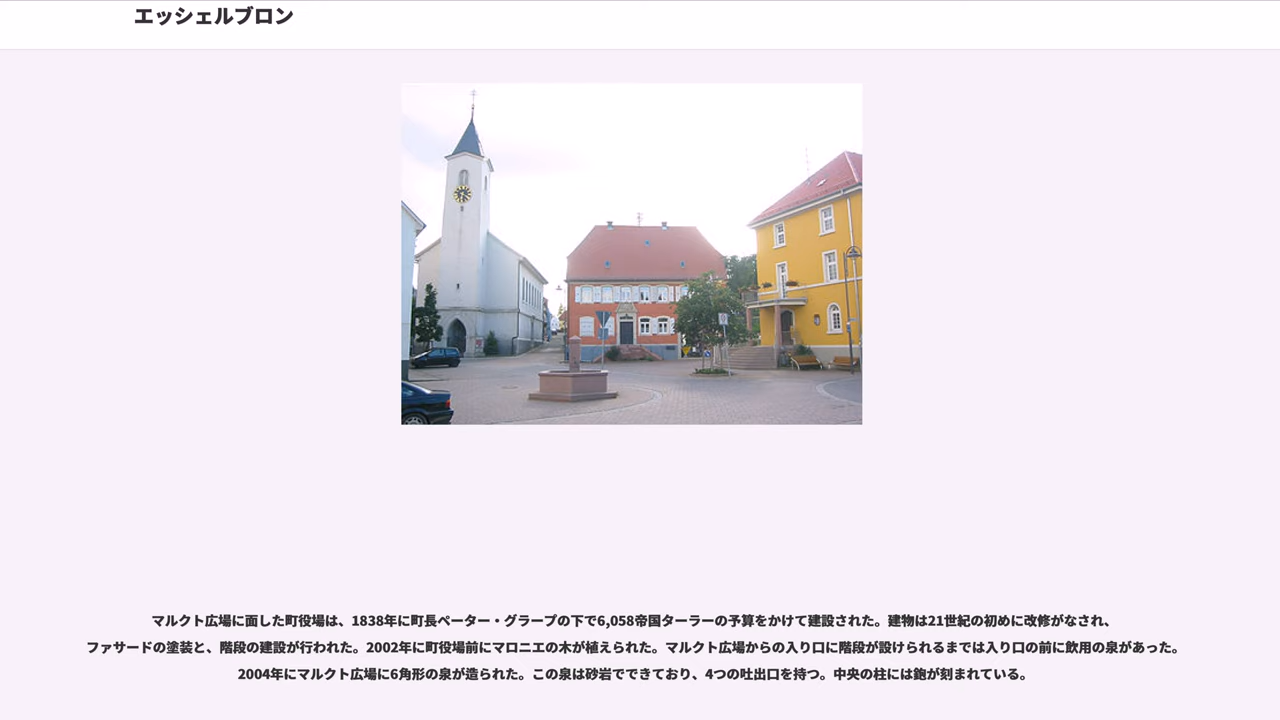 エッシェルブロン
マルクト広場に面した町役場は、1838年に町長ペーター・グラープの下で6,058帝国ターラーの予算をかけて建設された。建物は21世紀の初めに改修がなされ、
ファサードの塗装と、階段の建設が行われた。2002年に町役場前にマロニエの木が植えられた。マルクト広場からの入り口に階段が設けられるまでは入り口の前に飲用の泉があった。
2004年にマルクト広場に6角形の泉が造られた。この泉は砂岩でできており、4つの吐出口を持つ。中央の柱には鉋が刻まれている。